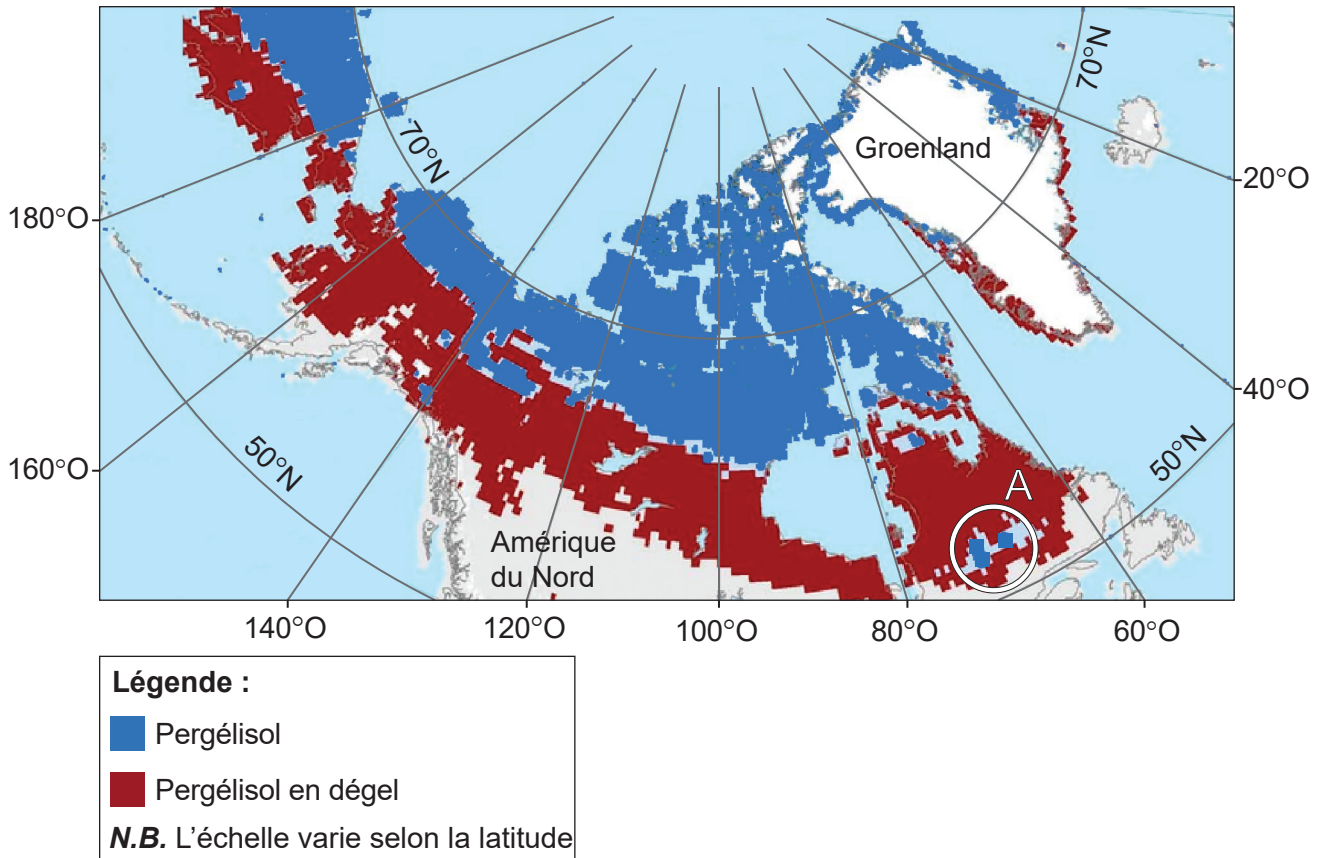 70°N
Groenland
70°N
20°O
180°O
40°O
50°N
50°N
160°O
A
Amérique
du Nord
140°O
120°O
100°O
80°O
60°O
Légende :
Pergélisol
Pergélisol en dégel
N.B. L'échelle varie selon la latitude